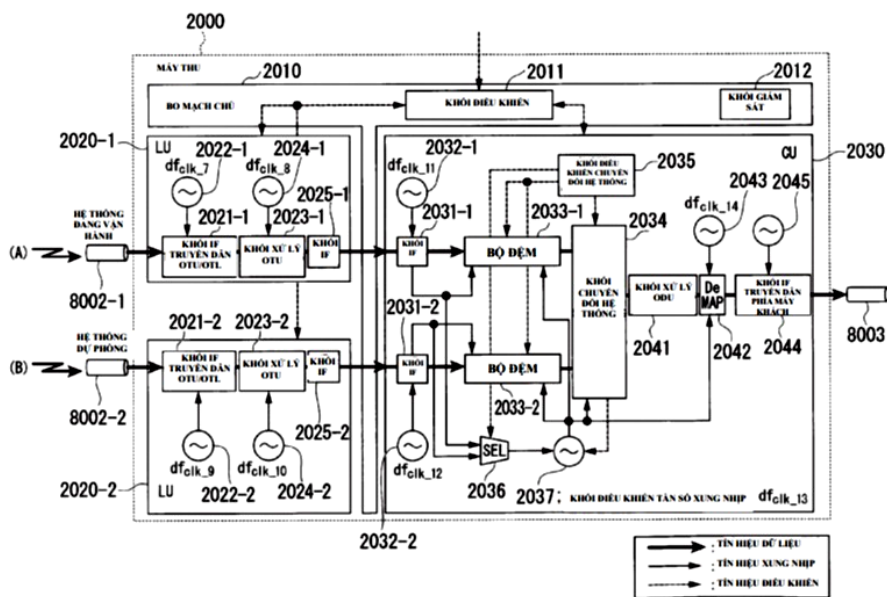 2000
MÁY THU
2010
2011
2012
BO MẠCH CHỦ
KHỐI ĐIỀU KHIỂN
KHỐI GIÁM
SÁT
2020-1
LU
2022-1
2024-1
df_clk_7
df_clk_8
2025-1
2021-1
2023-1
HỆ THỐNG
ĐANG VẬN
HÀNH
(A)
8002-1
KHỐI IF
TRUYỀN DẪN
OTU/OTL
KHỐI XỬ LÝ
OTU
KHỐI
IF
2032-1
df_clk_11
2031-1
KHỐI
IF
KHỐI ĐIỀU
KHIỂN CHUYỂN
ĐỔI HỆ THỐNG
2035
CU
2030
2033-1
BỘ ĐỆM
2034
KHỐI
CHUYỂN
ĐỔI HỆ
THỐNG
2043
2045
df_clk_14
KHỐI XỬ LÝ
ODU
De
MAP
KHỐI IF
TRUYỀN DẪN
PHÍA MÁY
KHÁCH
2041
2042
2044
8003
HỆ THỐNG
DỰ PHÒNG
(B)
8002-2
2021-2
2023-2
KHỐI IF
TRUYỀN DẪN
OTU/OTL
KHỐI XỬ LÝ
OTU
KHỐI
IF
2025-2
2031-2
KHỐI
IF
BỘ ĐỆM
2033-2
df_clk_9
df_clk_10
2022-2
2024-2
2020-2
LU
df_clk_12
2032-2
SEL
2036
2037: KHỐI ĐIỀU KHIỂN TẦN SỐ XUNG NHỊP
df_clk_13
: TÍN HIỆU DỮ LIỆU
: TÍN HIỆU XUNG NHỊP
: TÍN HIỆU ĐIỀU KHIỂN